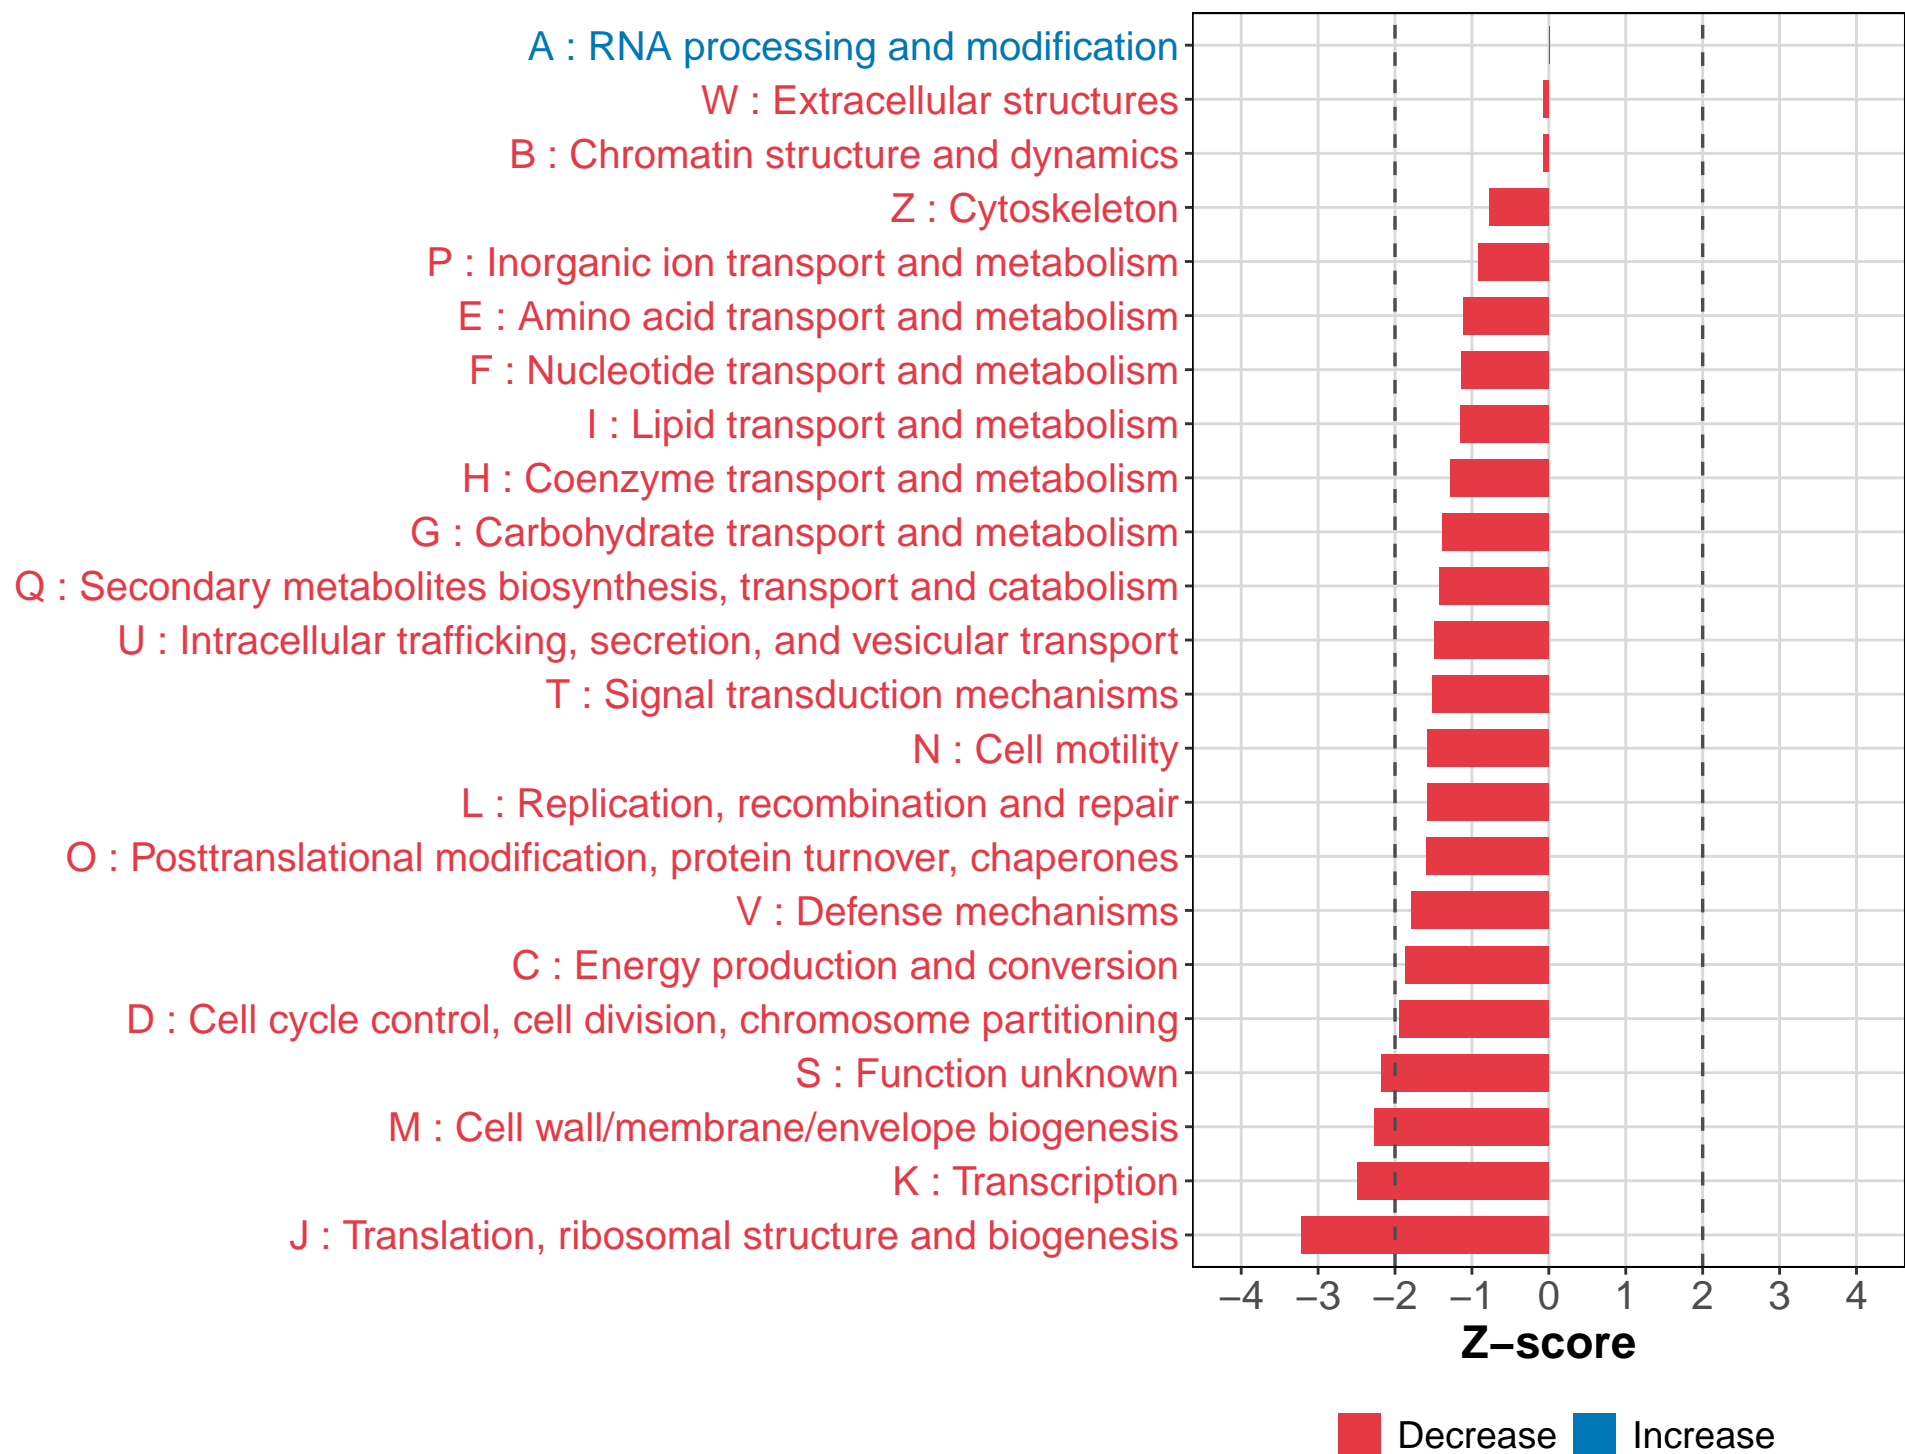 A : RNA processing and modification
W : Extracellular structures
B : Chromatin structure and dynamics
Z : Cytoskeleton
P : Inorganic ion transport and metabolism
E : Amino acid transport and metabolism
F : Nucleotide transport and metabolism
I : Lipid transport and metabolism
H : Coenzyme transport and metabolism
G : Carbohydrate transport and metabolism
Q : Secondary metabolites biosynthesis, transport and catabolism
U : Intracellular trafficking, secretion, and vesicular transport
T : Signal transduction mechanisms
N : Cell motility
L : Replication, recombination and repair
O : Posttranslational modification, protein turnover, chaperones
V : Defense mechanisms
C : Energy production and conversion
D : Cell cycle control, cell division, chromosome partitioning
S : Function unknown
M : Cell wall/membrane/envelope biogenesis
K : Transcription
J : Translation, ribosomal structure and biogenesis
−4 −3 −2 −1 0 1 2 3 4
Z−score
Decrease Increase